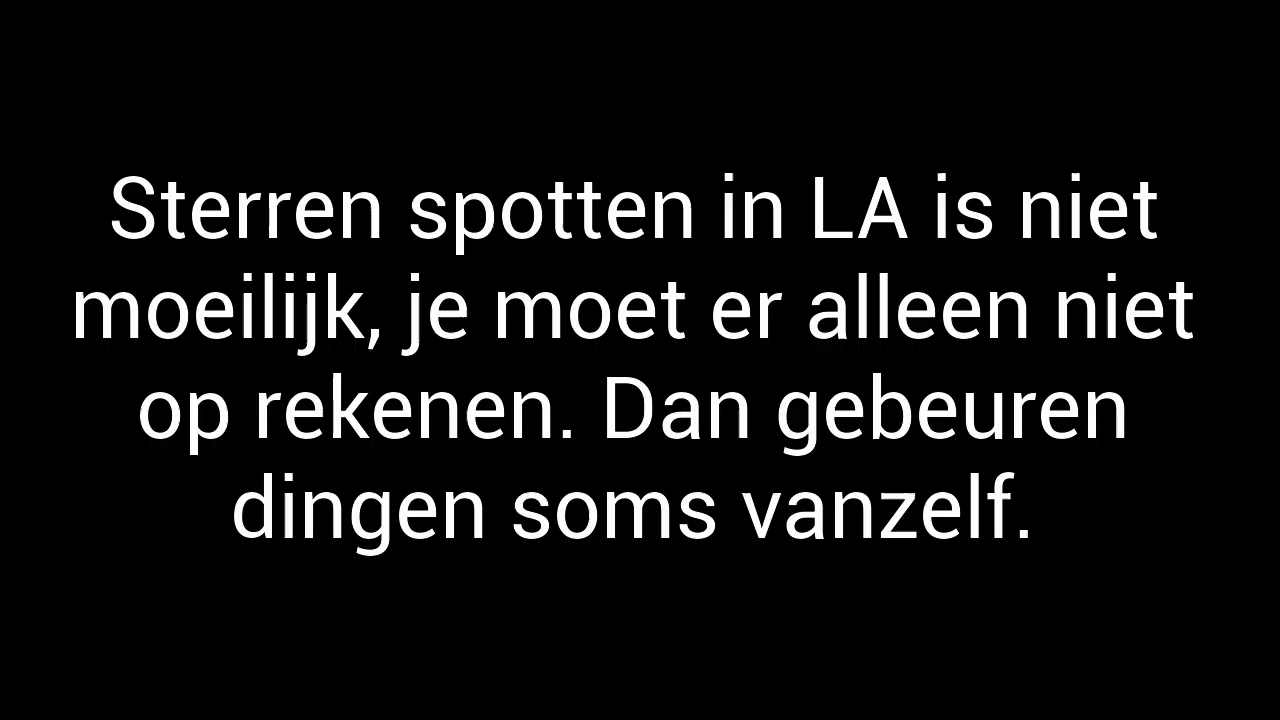 Sterren spotten in LA is niet
moeilijk, je moet er alleen niet
op rekenen. Dan gebeuren
dingen soms vanzelf.